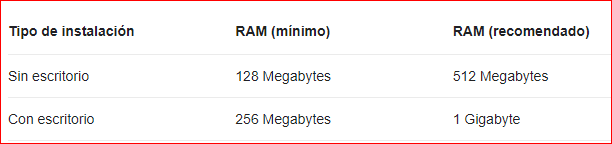 Tipo de instalación RAM (mínimo) RAM (recomendado)
Sin escritorio 128 Megabytes 512 Megabytes
Con escritorio 256 Megabytes 1 Gigabyte